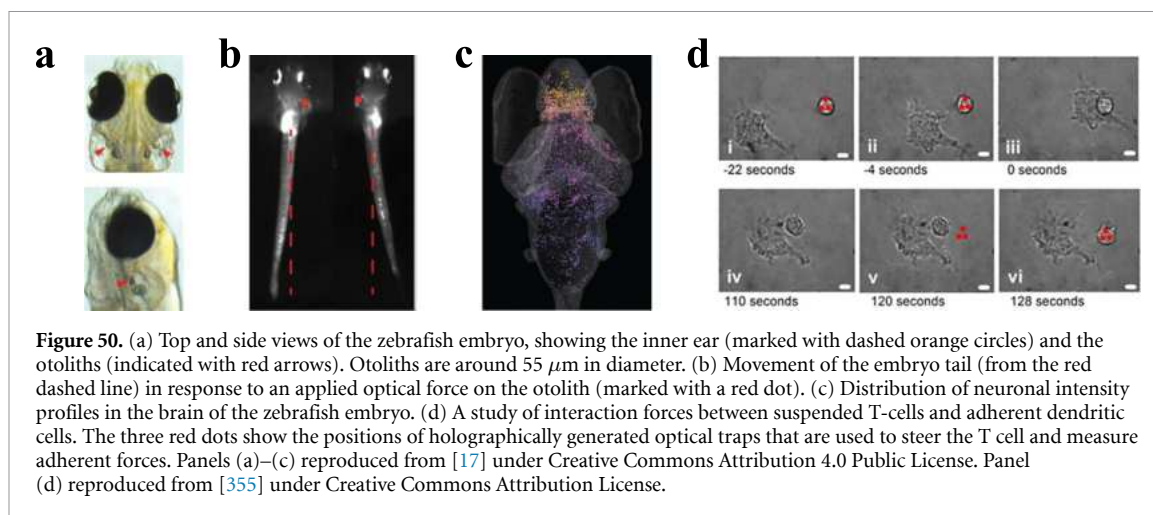 a
b
c
d
i
ii
iii
-22 seconds
-4 seconds
0 seconds
iv
v
vi
110 seconds
120 seconds
128 seconds
Figure 50. (a) Top and side views of the zebrafish embryo, showing the inner ear (marked with dashed orange circles) and the
otoliths (indicated with red arrows). Otoliths are around 55 μm in diameter. (b) Movement of the embryo tail (from the red
dashed line) in response to an applied optical force on the otolith (marked with a red dot). (c) Distribution of neuronal intensity
profiles in the brain of the zebrafish embryo. (d) A study of interaction forces between suspended T-cells and adherent dendritic
cells. The three red dots show the positions of holographically generated optical traps that are used to steer the T cell and measure
adherent forces. Panels (a)–(c) reproduced from [17] under Creative Commons Attribution 4.0 Public License. Panel
(d) reproduced from [355] under Creative Commons Attribution License.